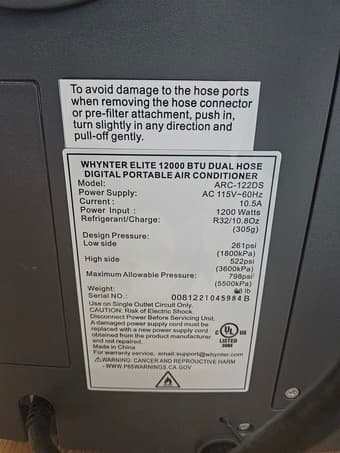 To avoid damage to the hose ports
when removing the hose connector
or pre-filter attachment, push in,
turn slightly in any direction and
pull-off gently.
WHYNTER ELITE 12000 BTU DUAL HOSE
DIGITAL PORTABLE AIR CONDITIONER
Model: ARC-122DS
Power Supply: AC 115V~60Hz
Current: 10.5A
Power Input: 1200 Watts
Refrigerant/Charge: R32/10.8Oz
(305g)
Design Pressure:
Low side 261psi
(1800kPa)
High side 522psi
(3600kPa)
Maximum Allowable Pressure: 798psi
(5500kPa)
Weight: lb
Serial NO.: 0081221045984 B
Use on Single Outlet Circuit Only.
CAUTION: Risk of Electric Shock.
Disconnect Power Before Servicing Unit.
A damaged power supply cord must be
replaced with a new power supply cord
obtained from the product manufacturer
and not repaired.
Made in China
For warranty service, email:support@whynter.com
WARNING: CANCER AND REPRODUCTIVE HARM
- WWW.P65WARNINGS.CA.GOV
C UL US
LISTED